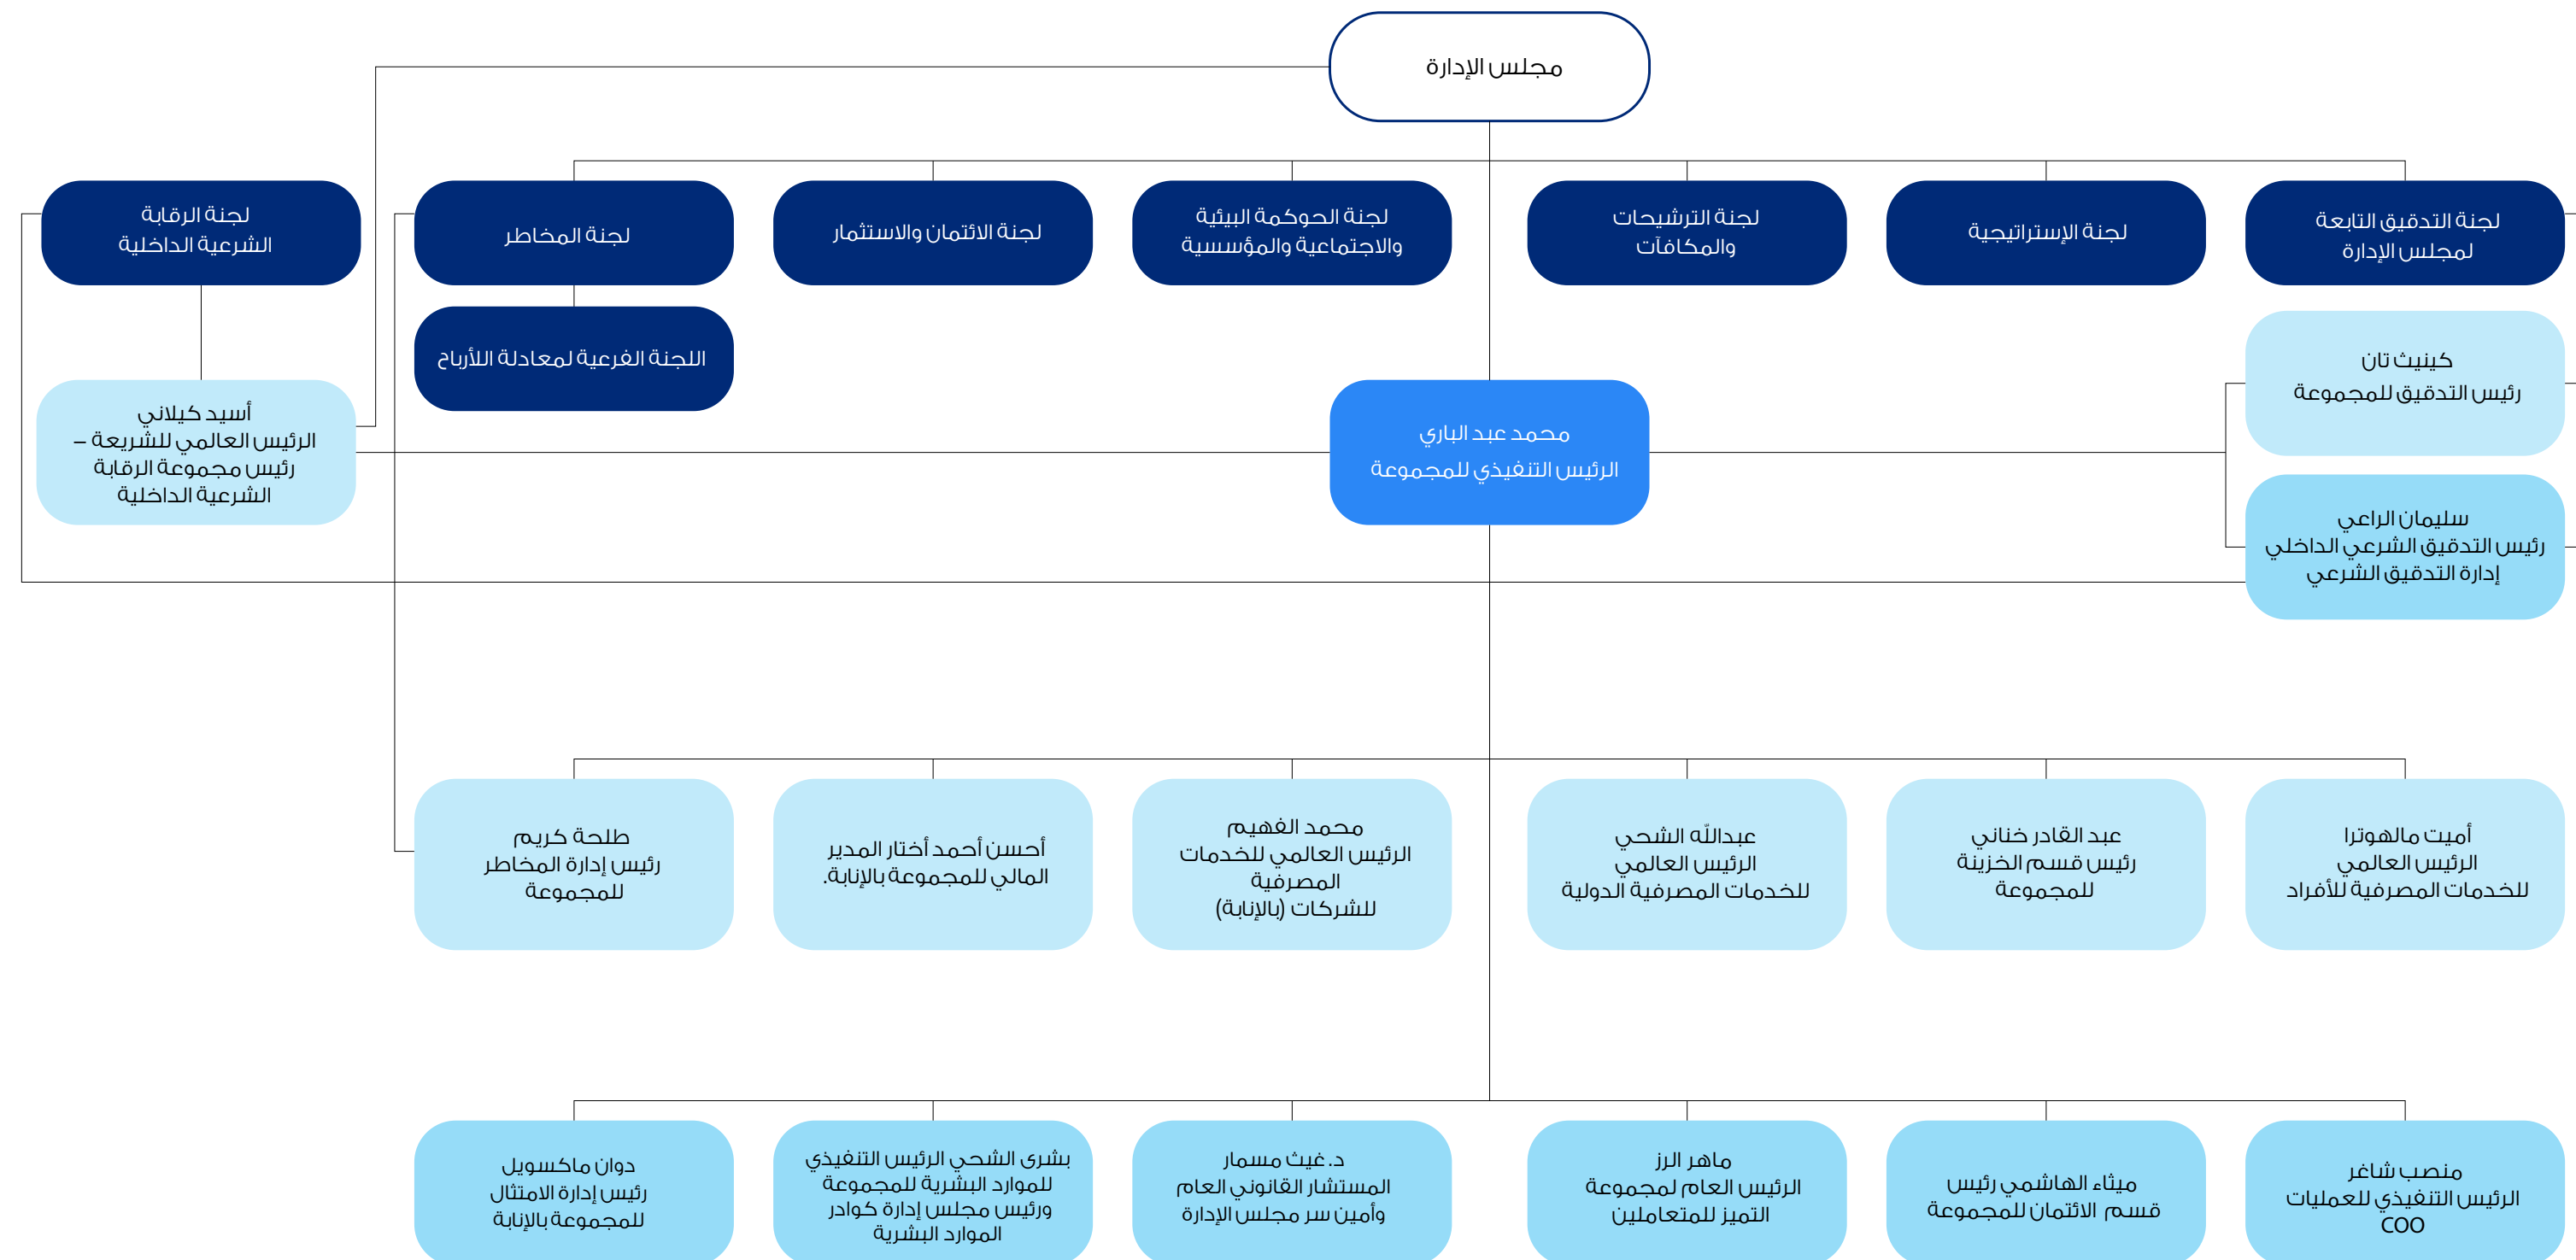 مجلس الإدارة
لجنة التدقيق التابعة
لمجلس الإدارة
لجنة الإستراتيجية
لجنة الترشيحات
والمكافآت
لجنة الحوكمة البيئية
والاجتماعية والمؤسسية
لجنة الائتمان والاستثمار
لجنة المخاطر
لجنة الرقابة
الشرعية الداخلية
اللجنة الفرعية لمعادلة اللأرباح
كينيث تان
رئيس التدقيق للمجموعة
محمد عبد الباري
الرئيس التنفيذي للمجموعة
أسيد كيلاني
الرئيس العالمي للشريعة –
رئيس مجموعة الرقابة
الشرعية الداخلية
سليمان الراعي
رئيس التدقيق الشرعي الداخلي
إدارة التدقيق الشرعي
أميت مالهوترا
الرئيس العالمي
للخدمات المصرفية للأفراد
عبد القادر خناني
رئيس قسم الخزينة
للمجموعة
عبدالله الشحي
الرئيس العالمي
للخدمات المصرفية الدولية
محمد الفهيم
الرئيس العالمي للخدمات
المصرفية
للشركات (بالإنابة)
أحسن أحمد أختار المدير
المالي للمجموعة بالإنابة.
طلحة كريم
رئيس إدارة المخاطر
للمجموعة
منصب شاغر
الرئيس التنفيذي للعمليات
COO
ميثاء الهاشمي رئيس
قسم الائتمان للمجموعة
ماهر الرز
الرئيس العام لمجموعة
التميز للمتعاملين
د. غيث مسمار
المستشار القانوني العام
وأمين سر مجلس الإدارة
بشرى الشحي الرئيس التنفيذي
للموارد البشرية للمجموعة
ورئيس مجلس إدارة كوادر
الموارد البشرية
دوان ماكسويل
رئيس إدارة الامتثال
للمجموعة بالإنابة